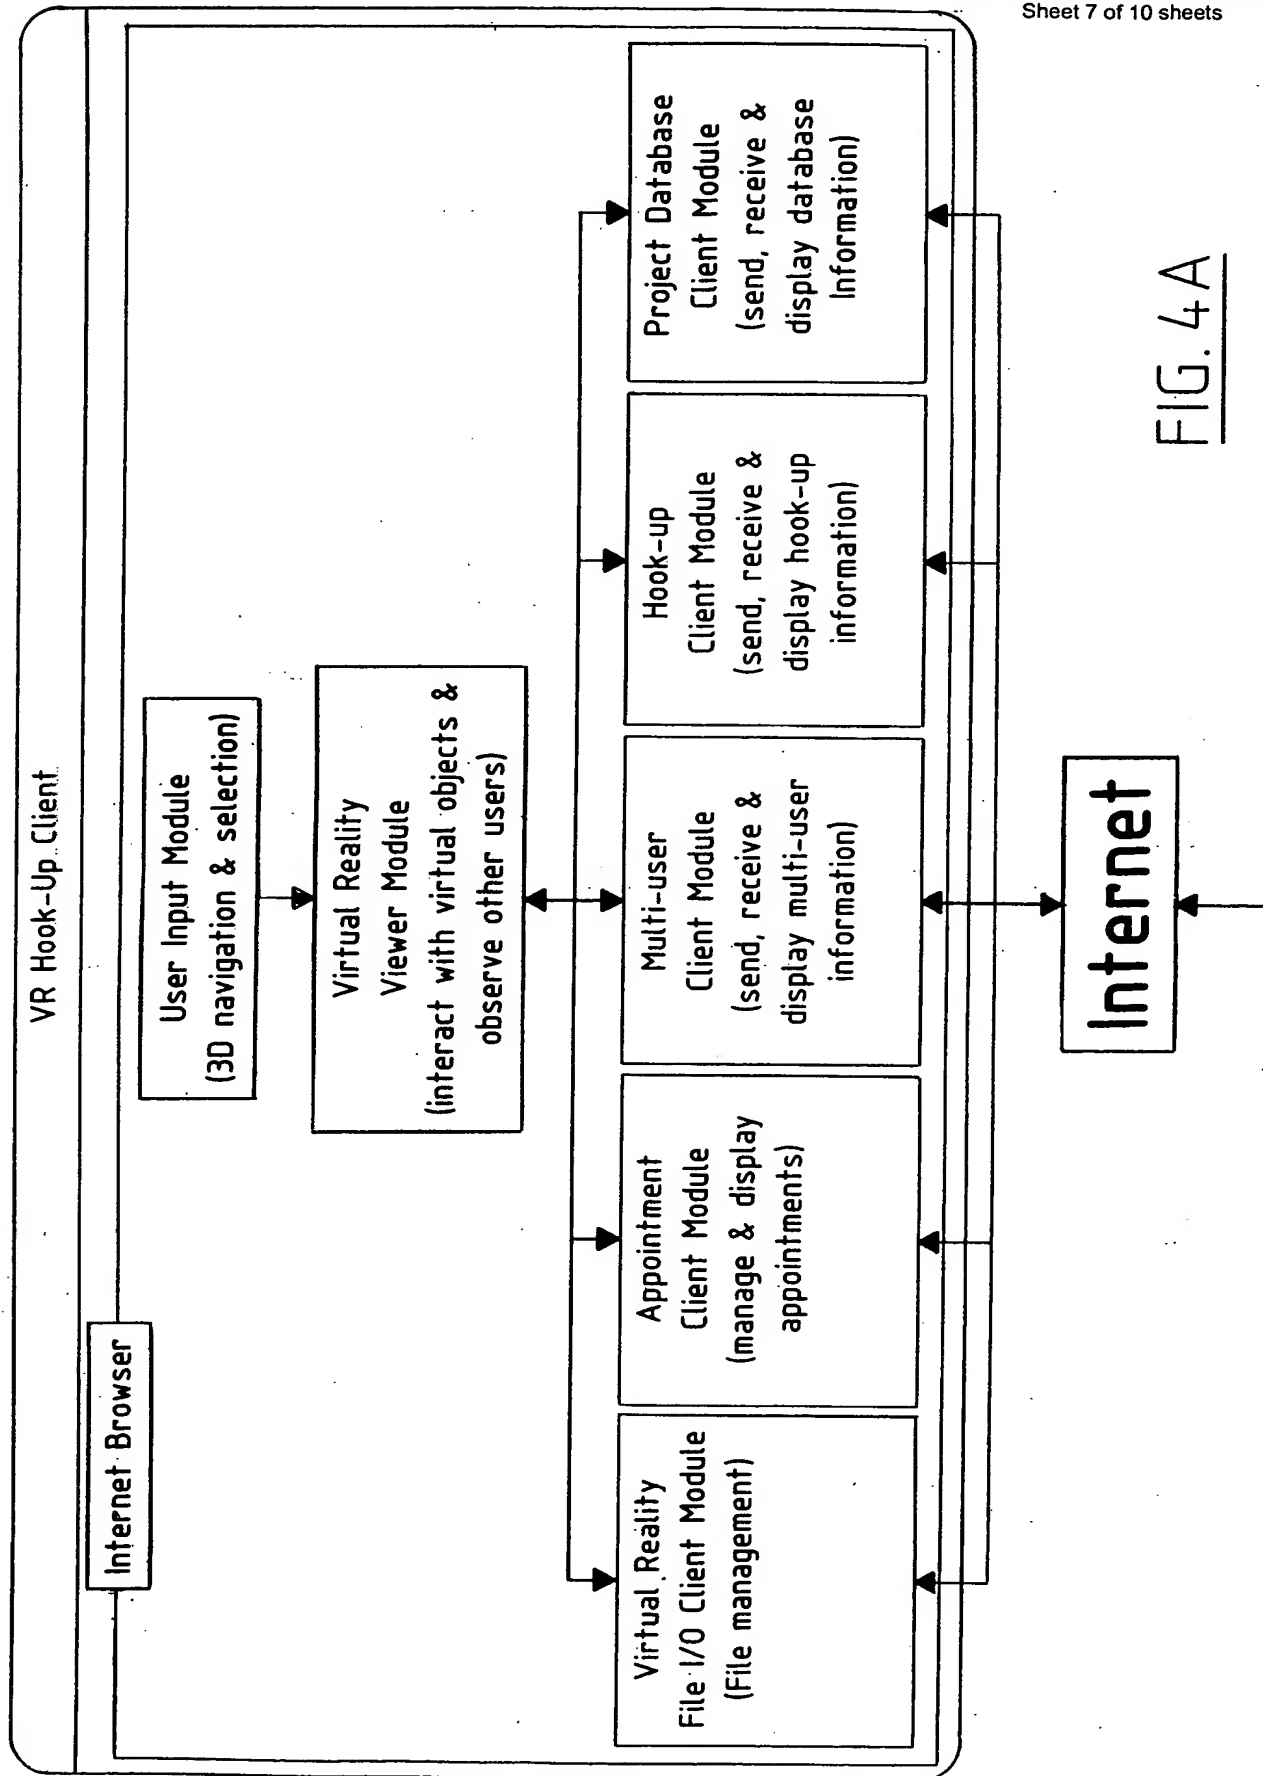 Sheet 7 of 10 sheets
VR Hook-Up Client
Internet Browser
User Input Module
(3D navigation & selection)
Virtual Reality
Viewer Module
(interact with virtual objects &
observe other users)
Virtual Reality
File I/O Client Module
(File management)
Appointment
Client Module
(manage & display
appointments)
Multi-user
Client Module
(send, receive &
display multi-user
information)
Hook-up
Client Module
(send, receive &
display hook-up
information)
Project Database
Client Module
(send, receive &
display database
Information)
Internet
FIG. 4A